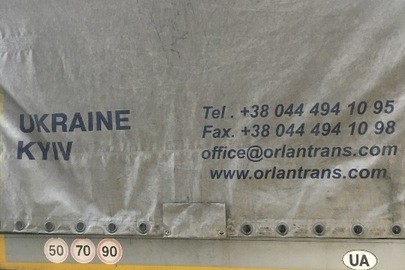 UKRAINE
KYIV
Tel. +38 044 494 10 95
Fax. +38 044 494 10 98
office@orlantrans.com
www.orlantrans.com
50 70 90
UA